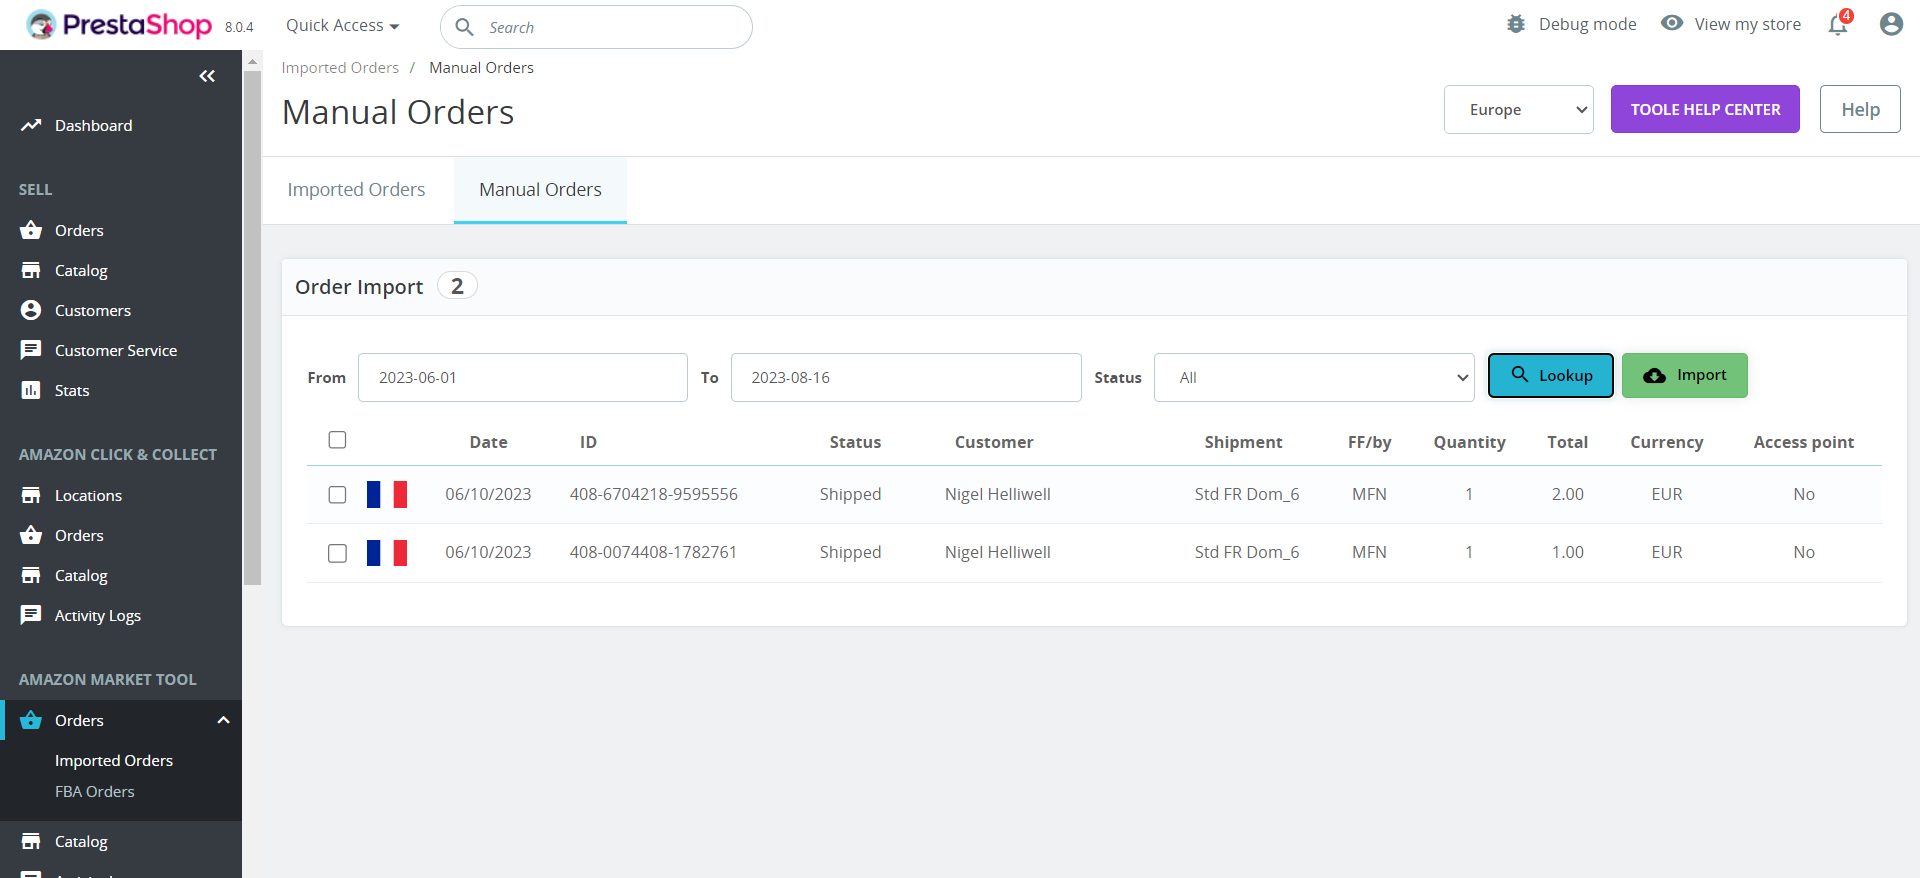 PrestaShop 8.0.4 Quick Access Search Debug mode View my store 4
Imported Orders / Manual Orders
Manual Orders
Europe TOOLE HELP CENTER Help
Imported Orders Manual Orders
Dashboard
SELL
Orders
Catalog
Customers
Customer Service
Stats
AMAZON CLICK & COLLECT
Locations
Orders
Catalog
Activity Logs
AMAZON MARKET TOOL
Orders
Imported Orders
FBA Orders
Catalog
Order Import 2
From 2023-06-01 To 2023-08-16 Status All Lookup Import
Date ID Status Customer Shipment FF/by Quantity Total Currency Access point
06/10/2023 408-6704218-9595556 Shipped Nigel Helliwell Std FR Dom_6 MFN 1 2.00 EUR No
06/10/2023 408-0074408-1782761 Shipped Nigel Helliwell Std FR Dom_6 MFN 1 1.00 EUR No